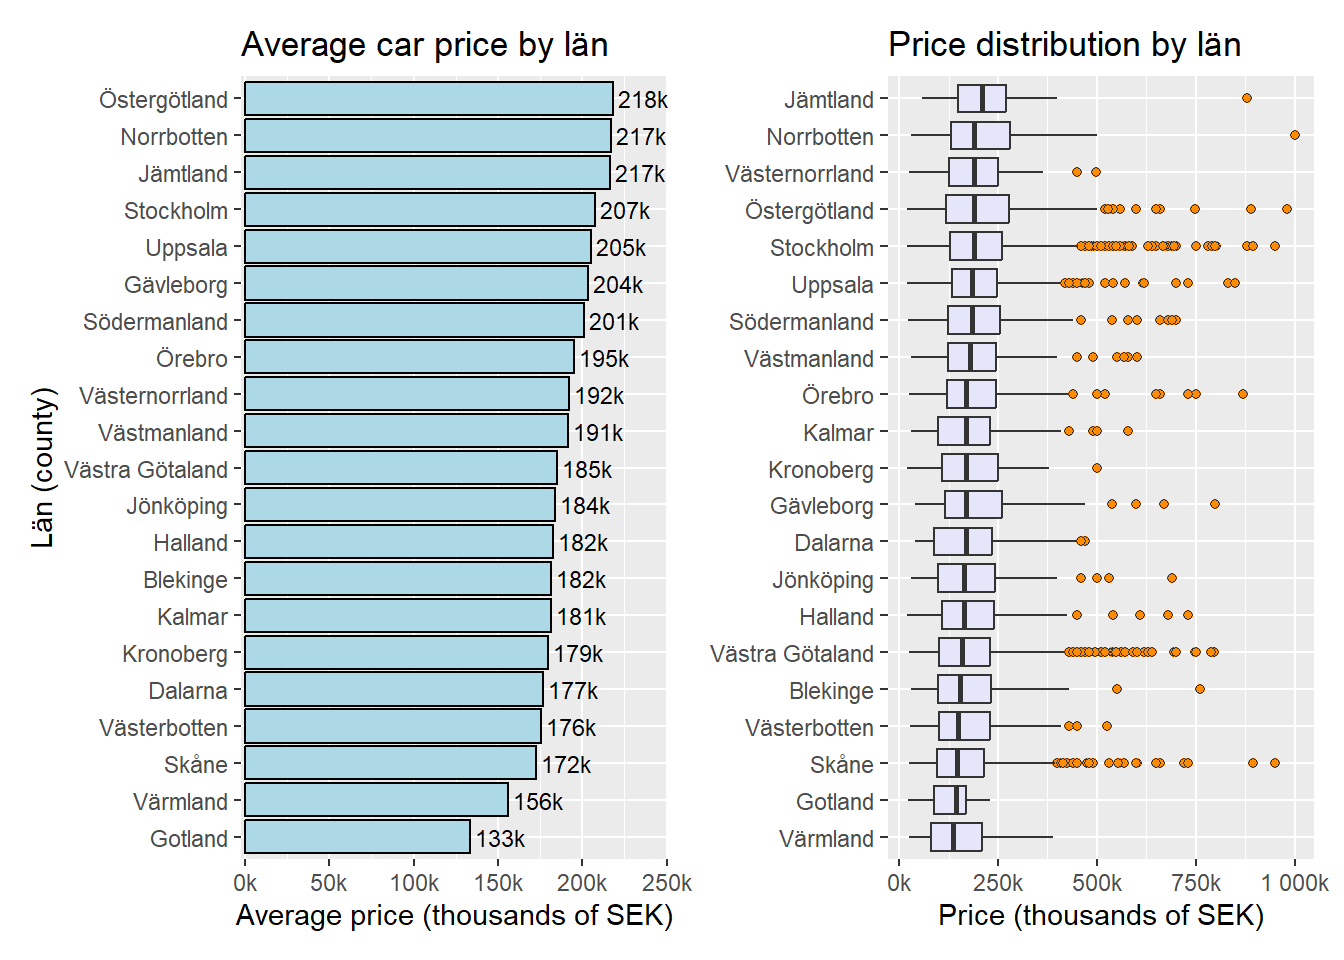 Average car price by län
Östergötland 218k
Norrbotten 217k
Jämtland 217k
Stockholm 207k
Uppsala 205k
Gävleborg 204k
Södermanland 201k
Örebro 195k
Västernorrland 192k
Västmanland 191k
Västra Götaland 185k
Jönköping 184k
Halland 182k
Blekinge 182k
Kalmar 181k
Kronoberg 179k
Dalarna 177k
Västerbotten 176k
Skåne 172k
Värmland 156k
Gotland 133k
0k 50k 100k 150k 200k 250k
Average price (thousands of SEK)
Län (county)
Price distribution by län
Jämtland
Norrbotten
Västernorrland
Östergötland
Stockholm
Uppsala
Södermanland
Västmanland
Örebro
Kalmar
Kronoberg
Gävleborg
Dalarna
Jönköping
Halland
Västra Götaland
Blekinge
Västerbotten
Skåne
Gotland
Värmland
0k 250k 500k 750k 1 000k
Price (thousands of SEK)